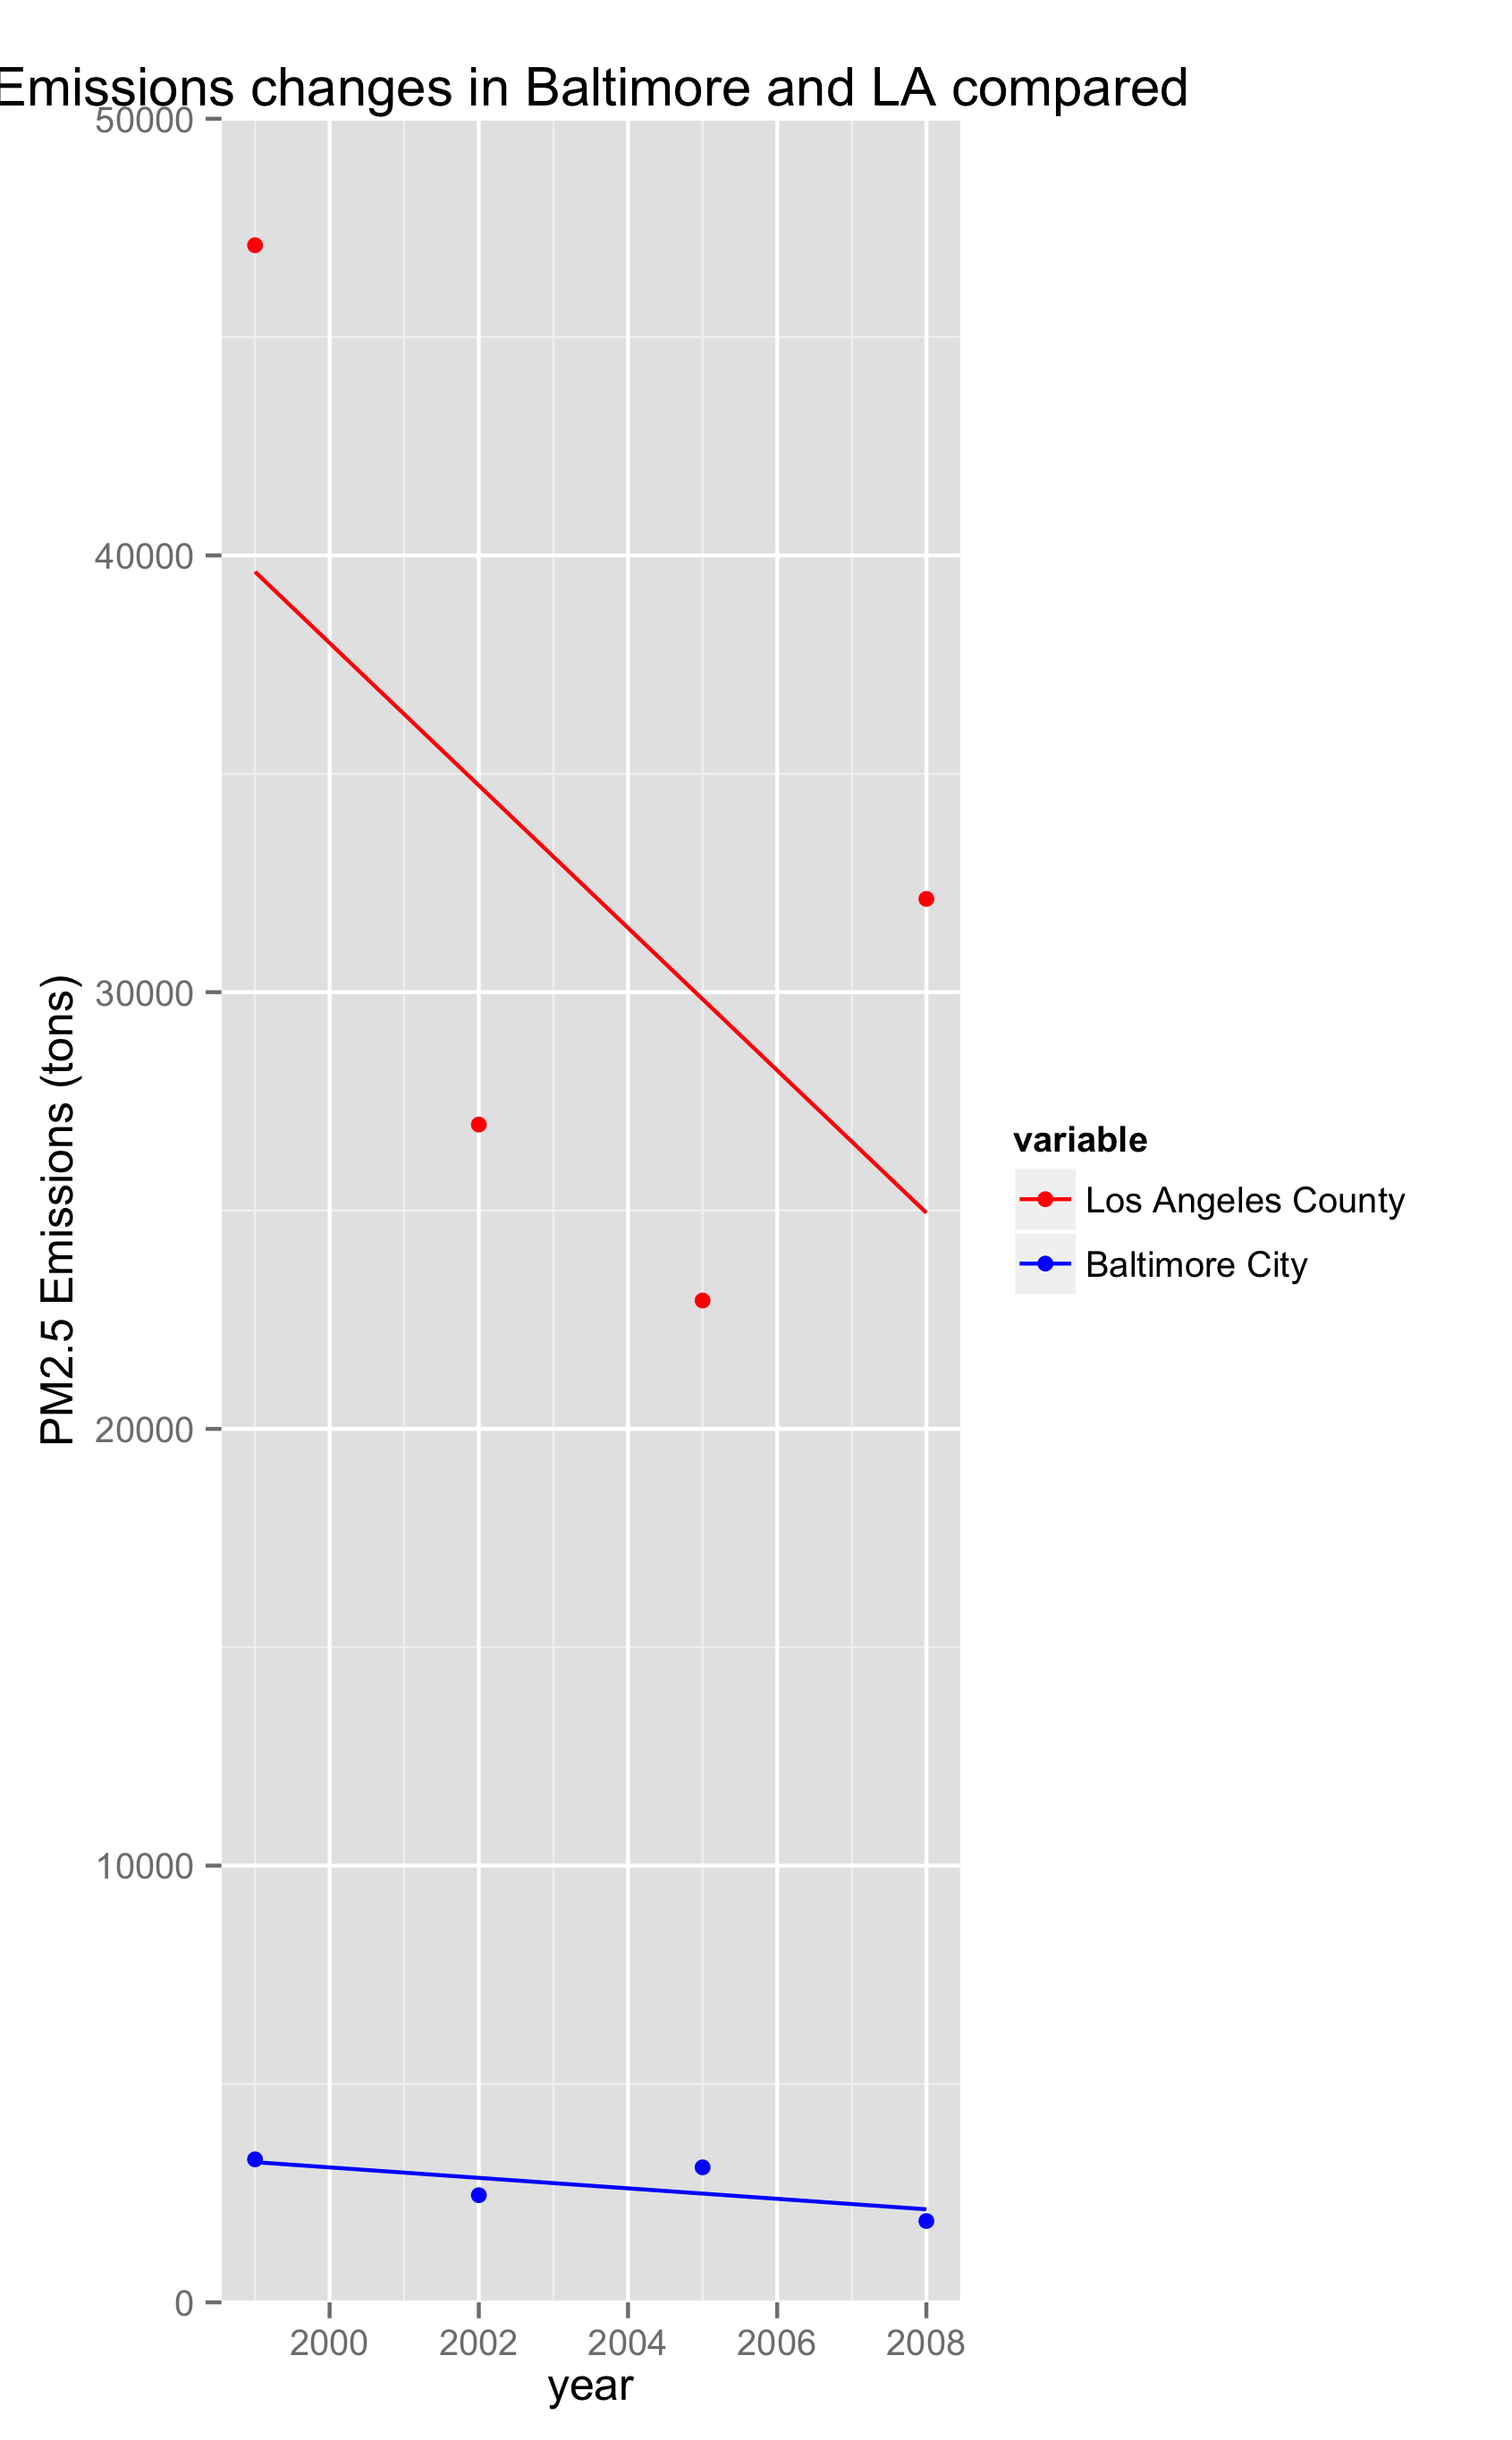 Emissions changes in Baltimore and LA compared
50000
40000
30000
20000
10000
0
PM2.5 Emissions (tons)
2000 2002 2004 2006 2008
year
variable
Los Angeles County
Baltimore City